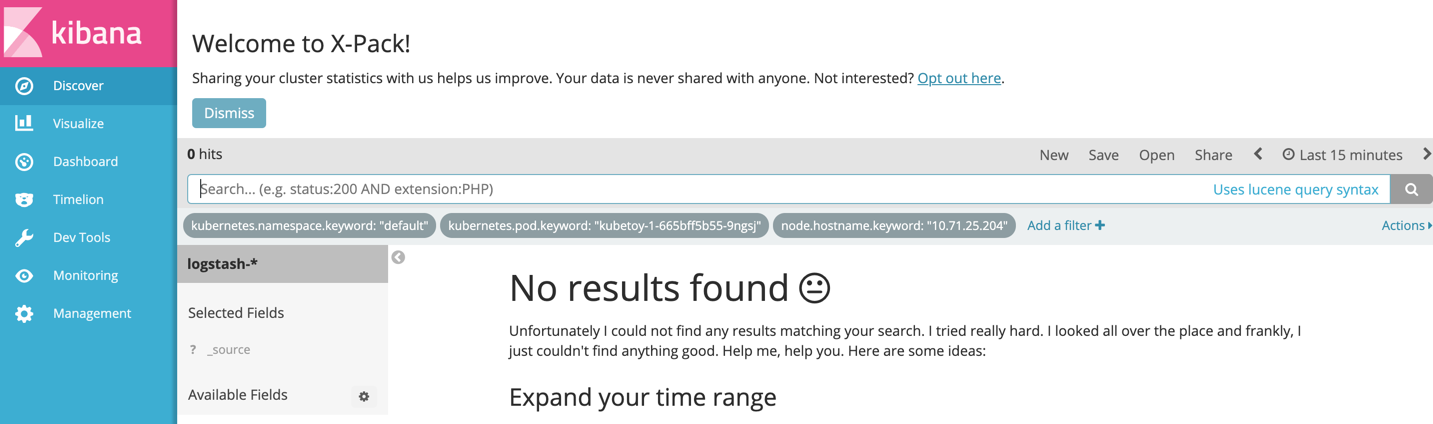 kibana
Discover
Visualize
Dashboard
Timelion
Dev Tools
Monitoring
Management
Welcome to X-Pack!
Sharing your cluster statistics with us helps us improve. Your data is never shared with anyone. Not interested? Opt out here.
Dismiss
0 hits
New Save Open Share Last 15 minutes
Search... (e.g. status:200 AND extension:PHP) Uses lucene query syntax
kubernetes.namespace.keyword: "default" kubernetes.pod.keyword: "kubetoy-1-665bff5b55-9ngsj" node.hostname.keyword: "10.71.25.204" Add a filter + Actions
logstash-*
Selected Fields
? _source
Available Fields
No results found
Unfortunately I could not find any results matching your search. I tried really hard. I looked all over the place and frankly, I
just couldn't find anything good. Help me, help you. Here are some ideas:
Expand your time range